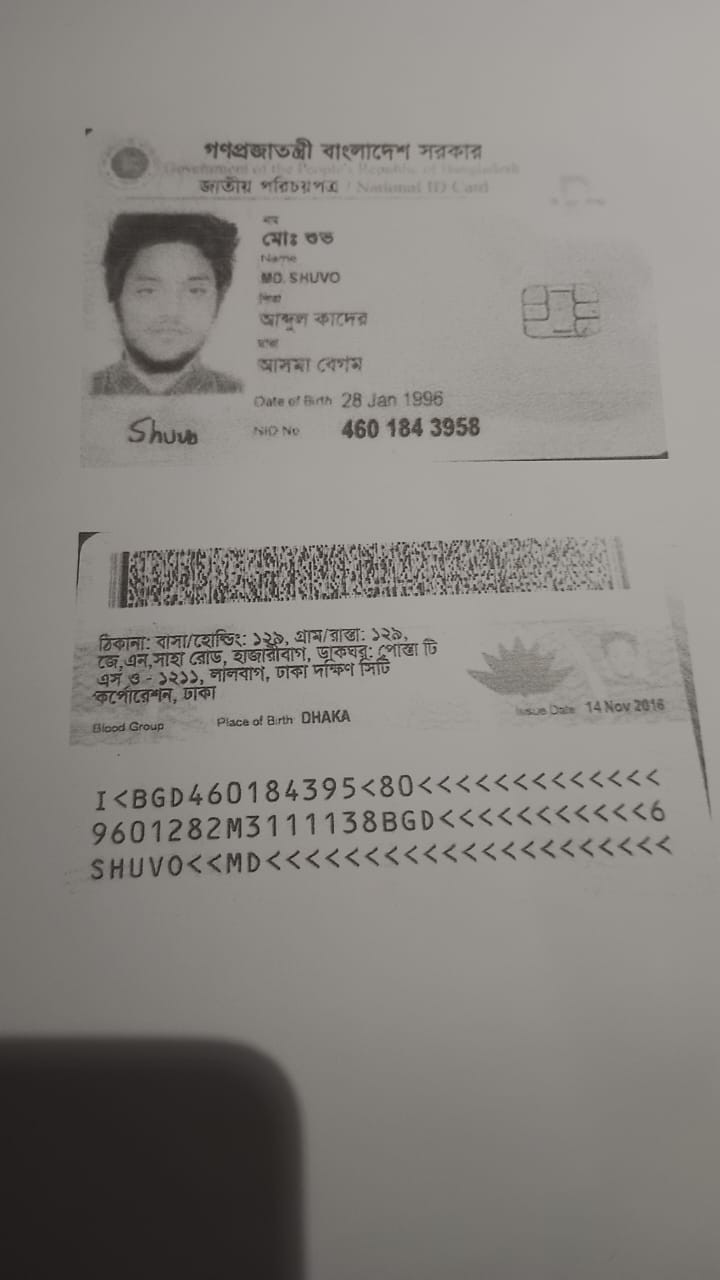 গণপ্রজাতন্ত্রী বাংলাদেশ সরকার
Government of the People's Republic of Bangladesh
জাতীয় পরিচয়পত্র / National ID Card
নাম
মোঃ শুভ
Name
MD. SHUVO
পিতা
আব্দুল কাদের
মাতা
আসমা বেগম
Date of Birth 28 Jan 1996
Shuvo
NID No 460 184 3958
ঠিকানা: বাসা/হোল্ডিং: ১২৯, গ্রাম/রাস্তা: ১২৯,
জে,এন,সাহা রোড, হাজারীবাগ, ডাকঘর: পোস্তা টি
এস ও - ১২১১, লালবাগ, ঢাকা দক্ষিণ সিটি
কর্পোরেশন, ঢাকা
Blood Group Place of Birth DHAKA Issue Date 14 Nov 2016
I<BGD460184395<80<<<<<<<<<<<<<
9601282M3111138BGD<<<<<<<<<<<6
SHUVO<<MD<<<<<<<<<<<<<<<<<<<<<